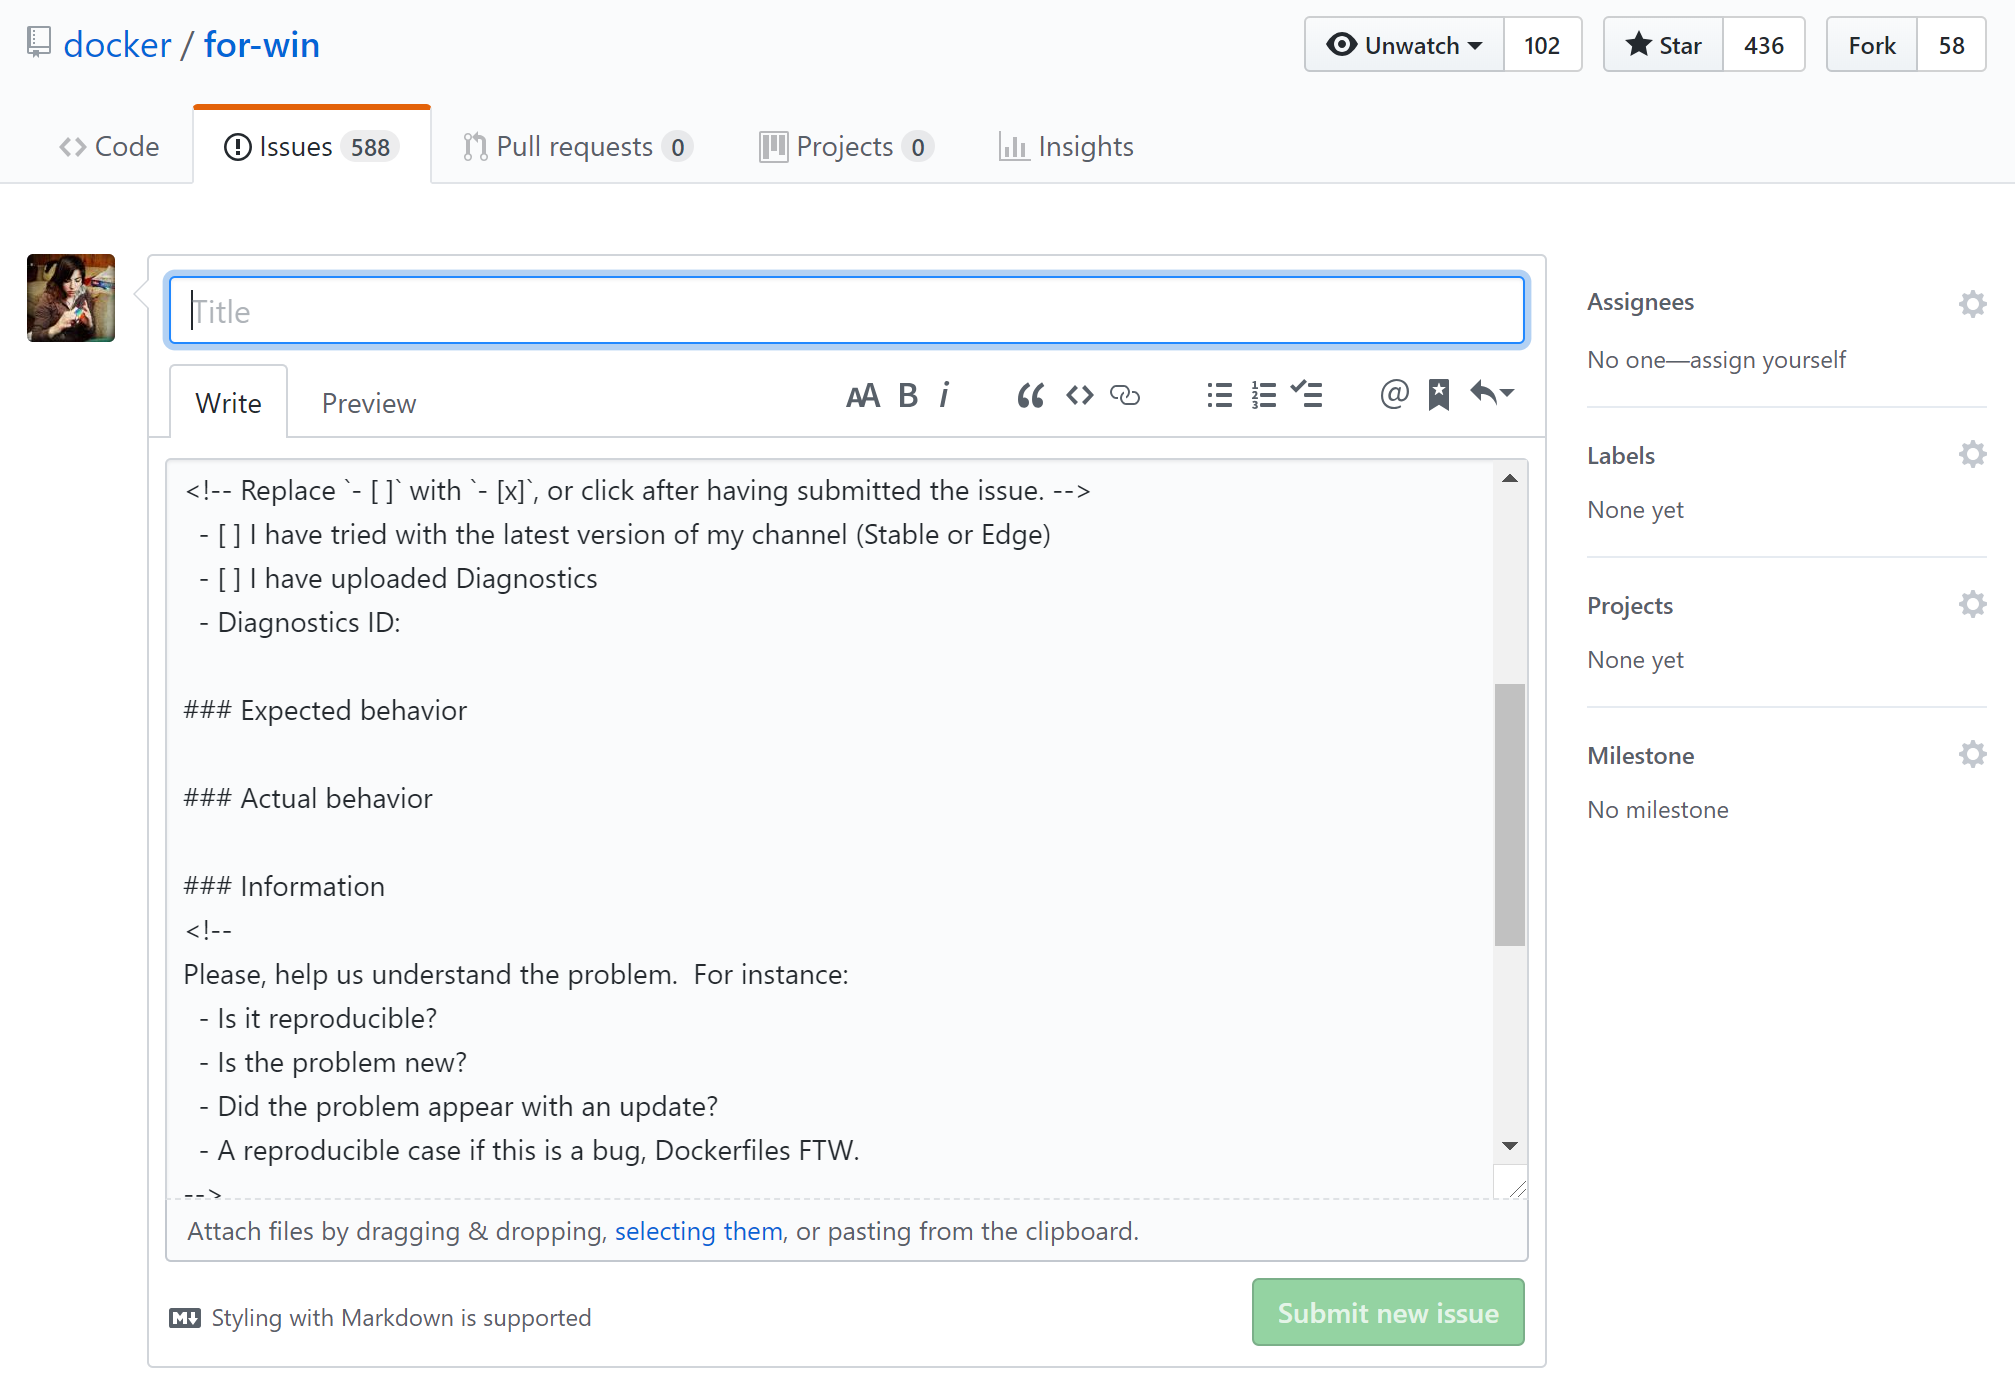 docker / for-win
Unwatch 102
Star 436
Fork 58
Code
Issues 588
Pull requests 0
Projects 0
Insights
Title
Write
Preview
AA B i
<!-- Replace `- [ ]` with `- [x]`, or click after having submitted the issue. -->
- [ ] I have tried with the latest version of my channel (Stable or Edge)
- [ ] I have uploaded Diagnostics
- Diagnostics ID:
### Expected behavior
### Actual behavior
### Information
<!--
Please, help us understand the problem.  For instance:
- Is it reproducible?
- Is the problem new?
- Did the problem appear with an update?
- A reproducible case if this is a bug, Dockerfiles FTW.
-->
Attach files by dragging & dropping, selecting them, or pasting from the clipboard.
Styling with Markdown is supported
Submit new issue
Assignees
No one—assign yourself
Labels
None yet
Projects
None yet
Milestone
No milestone